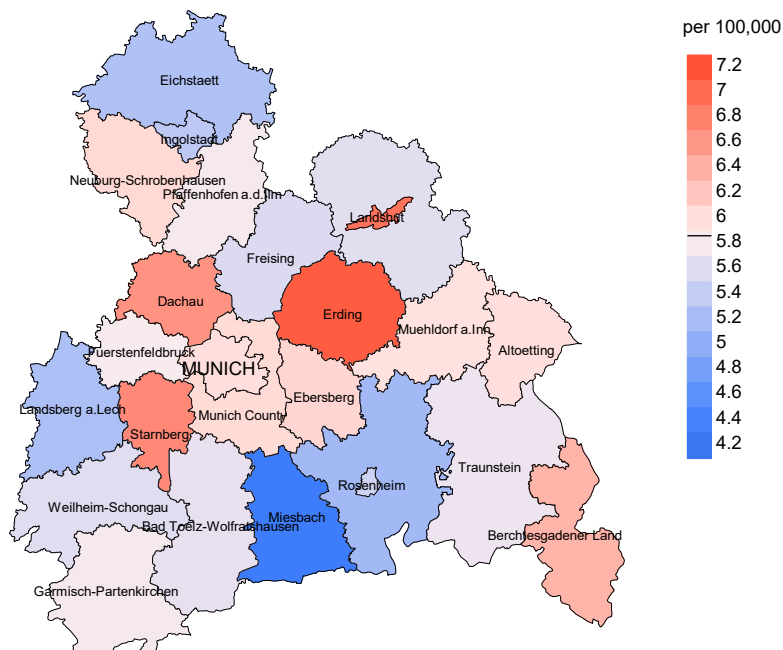 per 100,000
7.2
7
6.8
6.6
6.4
6.2
6
5.8
5.6
5.4
5.2
5
4.8
4.6
4.4
4.2
Eichstaett
Ingolstadt
Neuburg-Schrobenhausen
Pfaffenhofen a.d.Ilm
Landshut
Freising
Dachau
Erding
Muehldorf a.Inn
Altoetting
Fuerstenfeldbruck
MUNICH
Ebersberg
Landsberg a.Lech
Munich County
Starnberg
Traunstein
Rosenheim
Weilheim-Schongau
Miesbach
Bad Toelz-Wolfratshausen
Berchtesgadener Land
Garmisch-Partenkirchen